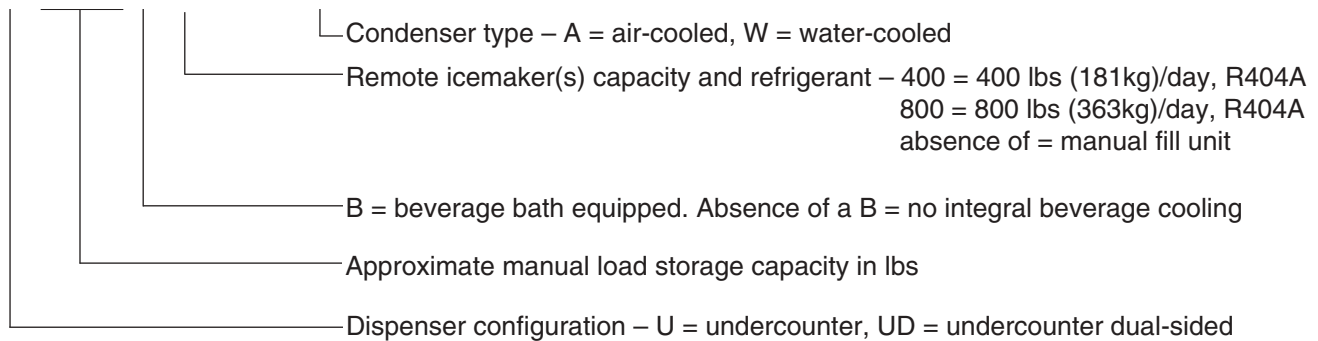 Condenser type – A = air-cooled, W = water-cooled
Remote icemaker(s) capacity and refrigerant – 400 = 400 lbs (181kg)/day, R404A
800 = 800 lbs (363kg)/day, R404A
absence of = manual fill unit
B = beverage bath equipped. Absence of a B = no integral beverage cooling
Approximate manual load storage capacity in lbs
Dispenser configuration – U = undercounter, UD = undercounter dual-sided